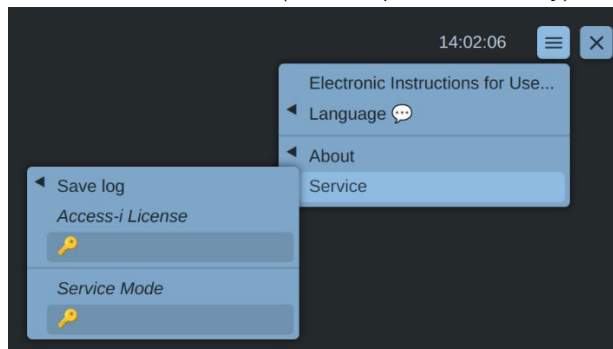 14:02:06
Electronic Instructions for Use...
Language
About
Service
Save log
Access-i License
Service Mode